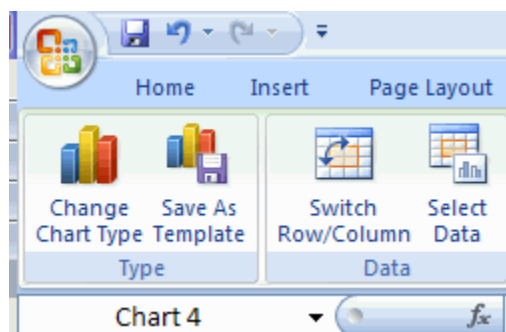 Home Insert Page Layout
Change Chart Type
Save As Template
Switch Row/Column
Select Data
Type Data
Chart 4 fx